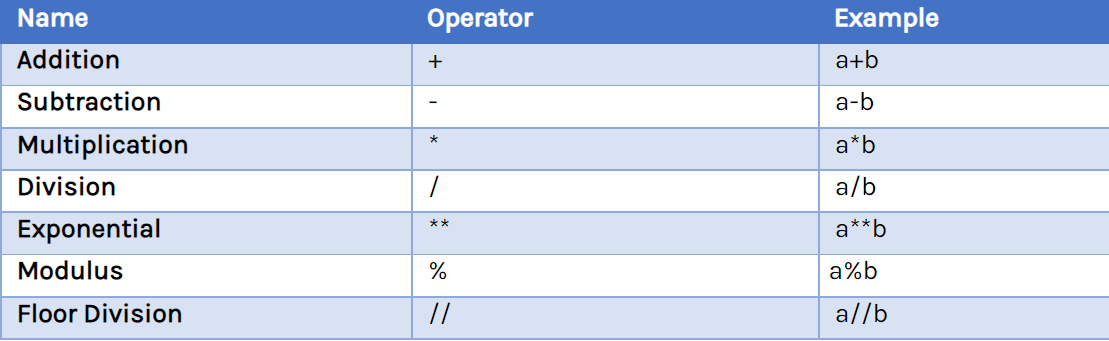 Name Operator Example
Addition + a+b
Subtraction - a-b
Multiplication * a*b
Division / a/b
Exponential ** a**b
Modulus % a%b
Floor Division // a//b